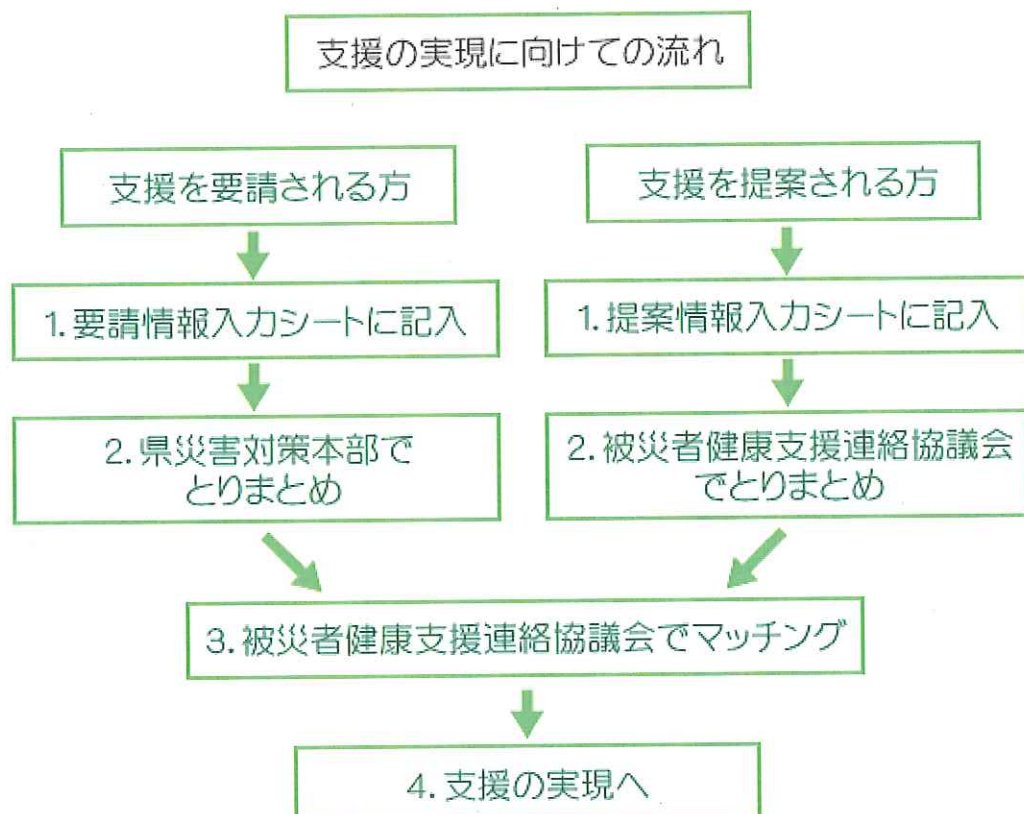 支援の実現に向けての流れ
支援を要請される方
支援を提案される方
1.要請情報入力シートに記入
1.提案情報入力シートに記入
2.県災害対策本部で
とりまとめ
2.被災者健康支援連絡協議会
でとりまとめ
3.被災者健康支援連絡協議会でマッチング
4.支援の実現へ